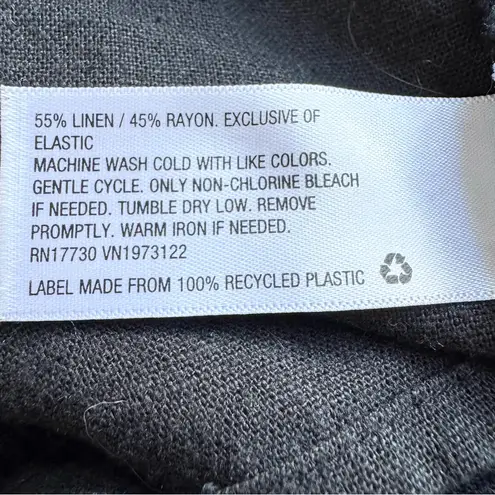 55% LINEN / 45% RAYON. EXCLUSIVE OF
ELASTIC
MACHINE WASH COLD WITH LIKE COLORS.
GENTLE CYCLE. ONLY NON-CHLORINE BLEACH
IF NEEDED. TUMBLE DRY LOW. REMOVE
PROMPTLY. WARM IRON IF NEEDED.
RN17730 VN1973122
LABEL MADE FROM 100% RECYCLED PLASTIC